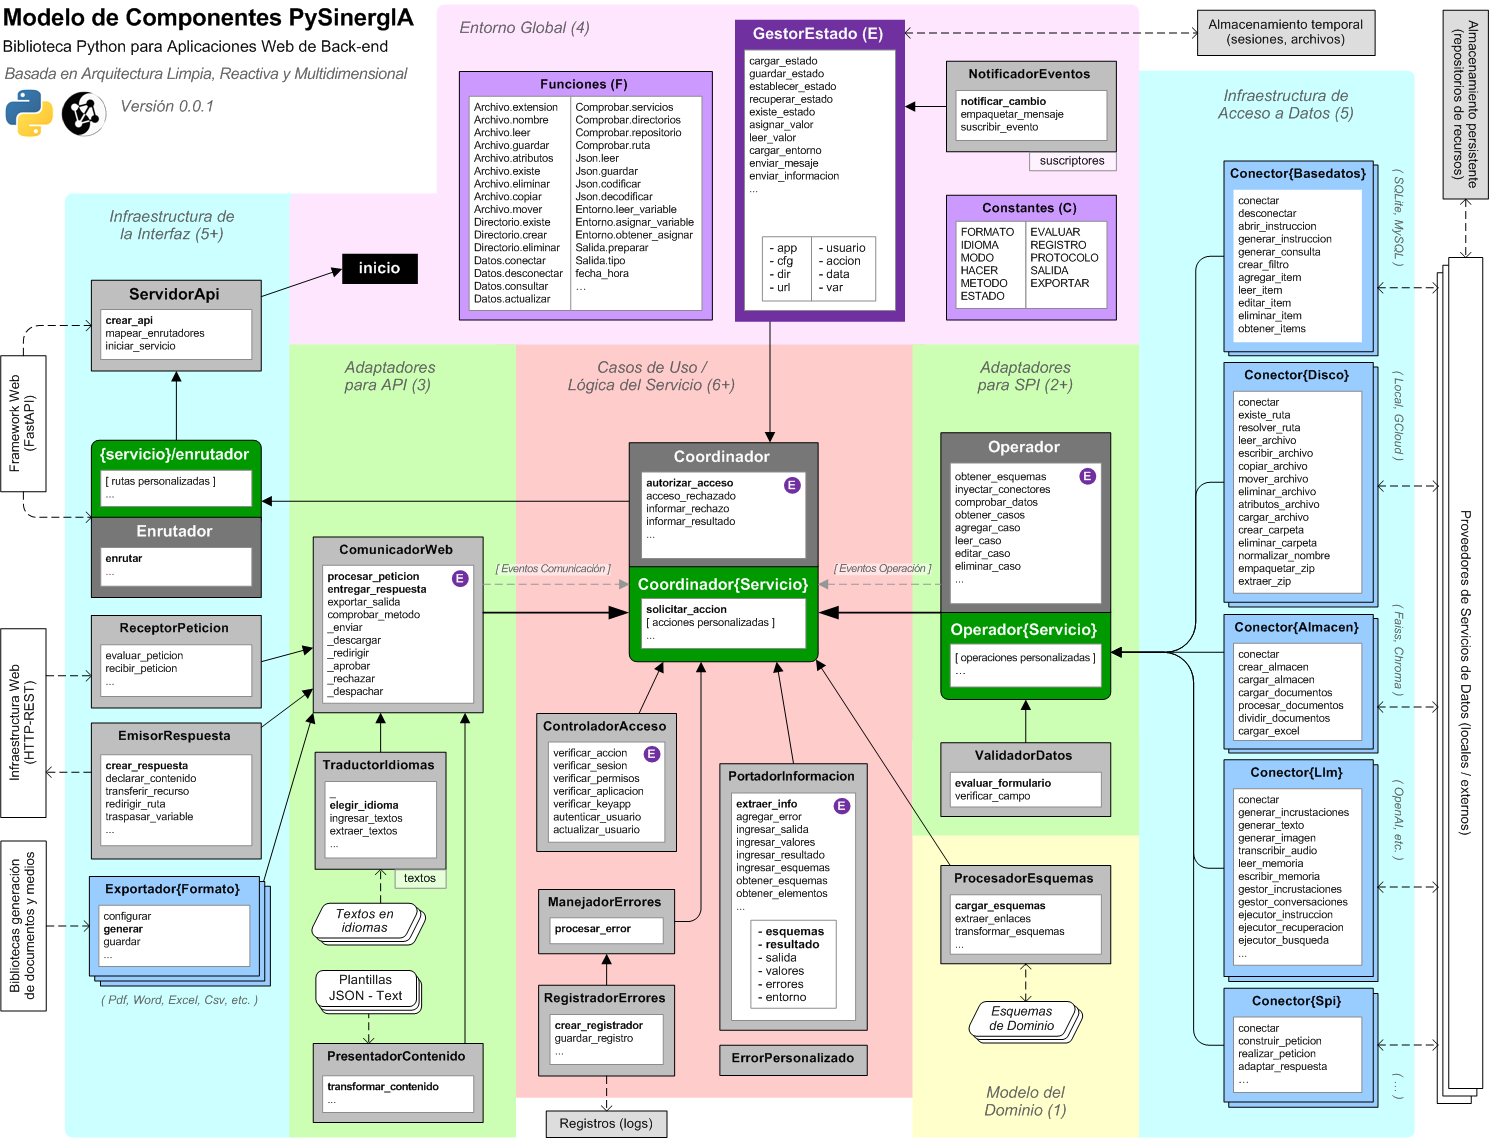 Modelo de Componentes PySinergIA
Biblioteca Python para Aplicaciones Web de Back-end
Basada en Arquitectura Limpia, Reactiva y Multidimensional
Versión 0.0.1
Entorno Global (4)
Funciones (F)
Archivo.extension
Archivo.nombre
Archivo.leer
Archivo.guardar
Archivo.atributos
Archivo.existe
Archivo.eliminar
Archivo.copiar
Archivo.mover
Directorio.existe
Directorio.crear
Directorio.eliminar
Datos.conectar
Datos.desconectar
Datos.consultar
Datos.actualizar
Comprobar.servicios
Comprobar.directorios
Comprobar.repositorio
Comprobar.ruta
Json.leer
Json.guardar
Json.codificar
Json.decodificar
Entorno.leer_variable
Entorno.asignar_variable
Entorno.obtener_asignar
Salida.preparar
Salida.tipo
fecha_hora
...
GestorEstado (E)
cargar_estado
guardar_estado
establecer_estado
recuperar_estado
existe_estado
asignar_valor
leer_valor
cargar_entorno
enviar_mesaje
enviar_informacion
...
- app
- cfg
- dir
- url
- usuario
- accion
- data
- var
NotificadorEventos
notificar_cambio
empaquetar_mensaje
suscribir_evento
suscriptores
Constantes (C)
FORMATO
IDIOMA
MODO
HACER
METODO
ESTADO
EVALUAR
REGISTRO
PROTOCOLO
SALIDA
EXPORTAR
Almacenamiento temporal
(sesiones, archivos)
Almacenamiento persistente
(repositorios de recursos)
Infraestructura de
Acceso a Datos (5)
Conector{Basedatos}
conectar
desconectar
abrir_instruccion
generar_instruccion
generar_consulta
crear_filtro
agregar_item
leer_item
editar_item
eliminar_item
obtener_items
( SQLite, MySQL )
Conector{Disco}
conectar
existe_ruta
resolver_ruta
leer_archivo
escribir_archivo
copiar_archivo
mover_archivo
eliminar_archivo
atributos_archivo
cargar_archivo
crear_carpeta
eliminar_carpeta
normalizar_nombre
empaquetar_zip
extraer_zip
( Local, GCloud )
Conector{Almacen}
conectar
crear_almacen
cargar_almacen
cargar_documentos
procesar_documentos
dividir_documentos
cargar_excel
( Faiss, Chroma )
Conector{Llm}
conectar
generar_incrustaciones
generar_texto
generar_imagen
transcribir_audio
leer_memoria
escribir_memoria
gestor_incrustaciones
gestor_conversaciones
ejecutor_instruccion
ejecutor_recuperacion
ejecutor_busqueda
...
( OpenAI, etc. )
Conector{Spi}
conectar
construir_peticion
realizar_peticion
adaptar_respuesta
...
( ... )
Proveedores de Servicios de Datos (locales / externos)
Infraestructura de
la Interfaz (5+)
inicio
ServidorApi
crear_api
mapear_enrutadores
iniciar_servicio
Framework Web
(FastAPI)
{servicio}/enrutador
[ rutas personalizadas ]
...
Enrutador
enrutar
...
ReceptorPeticion
evaluar_peticion
recibir_peticion
...
Infraestructura Web
(HTTP-REST)
EmisorRespuesta
crear_respuesta
declarar_contenido
transferir_recurso
redirigir_ruta
traspasar_variable
...
Bibliotecas generación
de documentos y medios
Exportador{Formato}
configurar
generar
guardar
...
( Pdf, Word, Excel, Csv, etc. )
Adaptadores
para API (3)
ComunicadorWeb
E
procesar_peticion
entregar_respuesta
exportar_salida
comprobar_metodo
_enviar
_descargar
_redirigir
_aprobar
_rechazar
_despachar
TraductorIdiomas
_
elegir_idioma
ingresar_textos
extraer_textos
...
textos
Textos en
idiomas
Plantillas
JSON - Text
PresentadorContenido
transformar_contenido
...
Casos de Uso /
Lógica del Servicio (6+)
Coordinador
E
autorizar_acceso
acceso_rechazado
informar_rechazo
informar_resultado
...
[ Eventos Comunicación ]
[ Eventos Operación ]
Coordinador{Servicio}
solicitar_accion
[ acciones personalizadas ]
...
ControladorAcceso
E
verificar_accion
verificar_sesion
verificar_permisos
verificar_aplicacion
verificar_keyapp
autenticar_usuario
actualizar_usuario
ManejadorErrores
procesar_error
RegistradorErrores
crear_registrador
guardar_registro
...
Registros (logs)
PortadorInformacion
E
extraer_info
agregar_error
ingresar_salida
ingresar_valores
ingresar_resultado
ingresar_esquemas
obtener_esquemas
obtener_elementos
...
- esquemas
- resultado
- salida
- valores
- errores
- entorno
ErrorPersonalizado
Adaptadores
para SPI (2+)
Operador
E
obtener_esquemas
inyectar_conectores
comprobar_datos
obtener_casos
agregar_caso
leer_caso
editar_caso
eliminar_caso
...
Operador{Servicio}
[ operaciones personalizadas ]
...
ValidadorDatos
evaluar_formulario
verificar_campo
ProcesadorEsquemas
cargar_esquemas
extraer_enlaces
transformar_esquemas
...
Esquemas
de Dominio
Modelo del
Dominio (1)